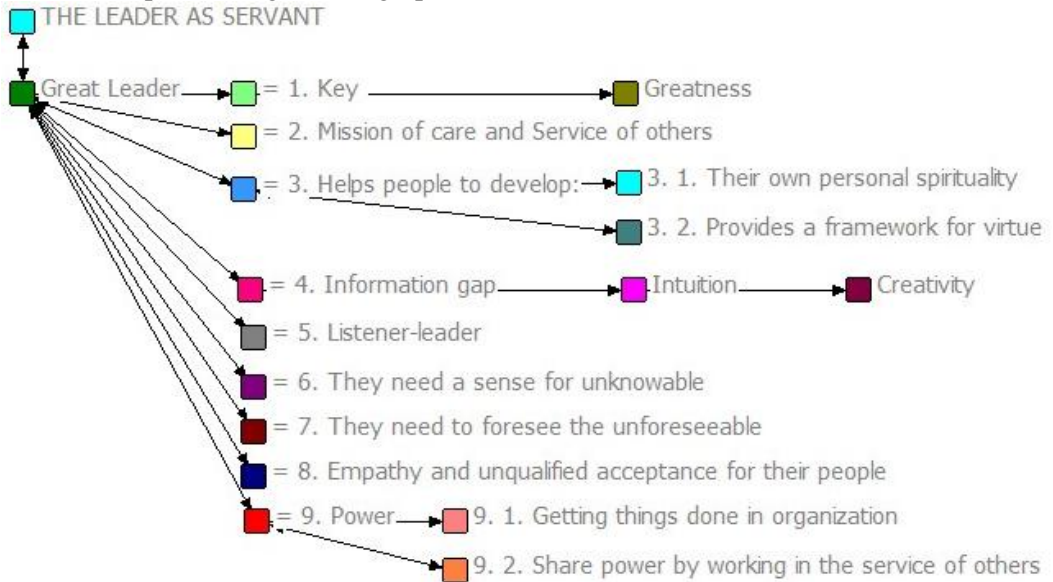 THE LEADER AS SERVANT
Great Leader = 1. Key Greatness
= 2. Mission of care and Service of others
= 3. Helps people to develop: 3. 1. Their own personal spirituality
3. 2. Provides a framework for virtue
= 4. Information gap Intuition Creativity
= 5. Listener-leader
= 6. They need a sense for unknowable
= 7. They need to foresee the unforeseeable
= 8. Empathy and unqualified acceptance for their people
= 9. Power 9. 1. Getting things done in organization
9. 2. Share power by working in the service of others